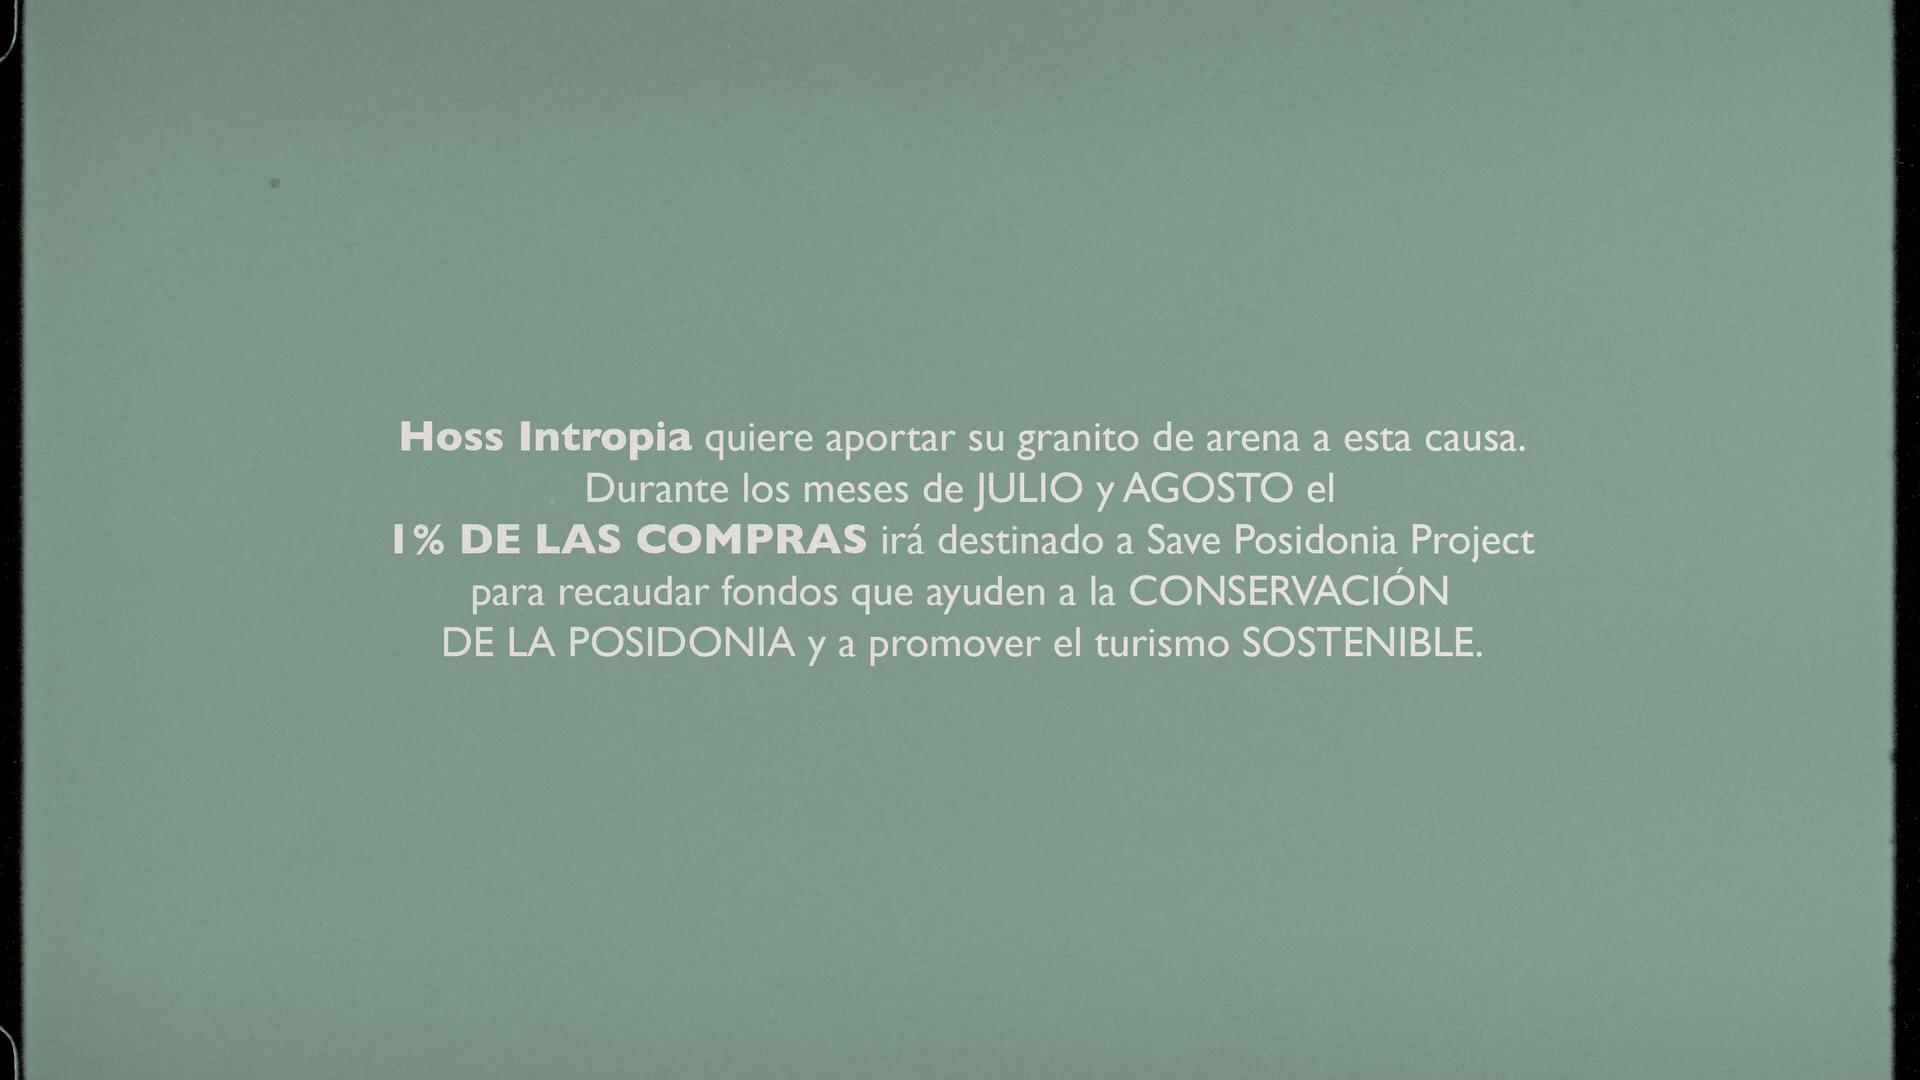 Hoss Intropia quiere aportar su granito de arena a esta causa.
Durante los meses de JULIO y AGOSTO el
1% DE LAS COMPRAS irá destinado a Save Posidonia Project
para recaudar fondos que ayuden a la CONSERVACIÓN
DE LA POSIDONIA y a promover el turismo SOSTENIBLE.